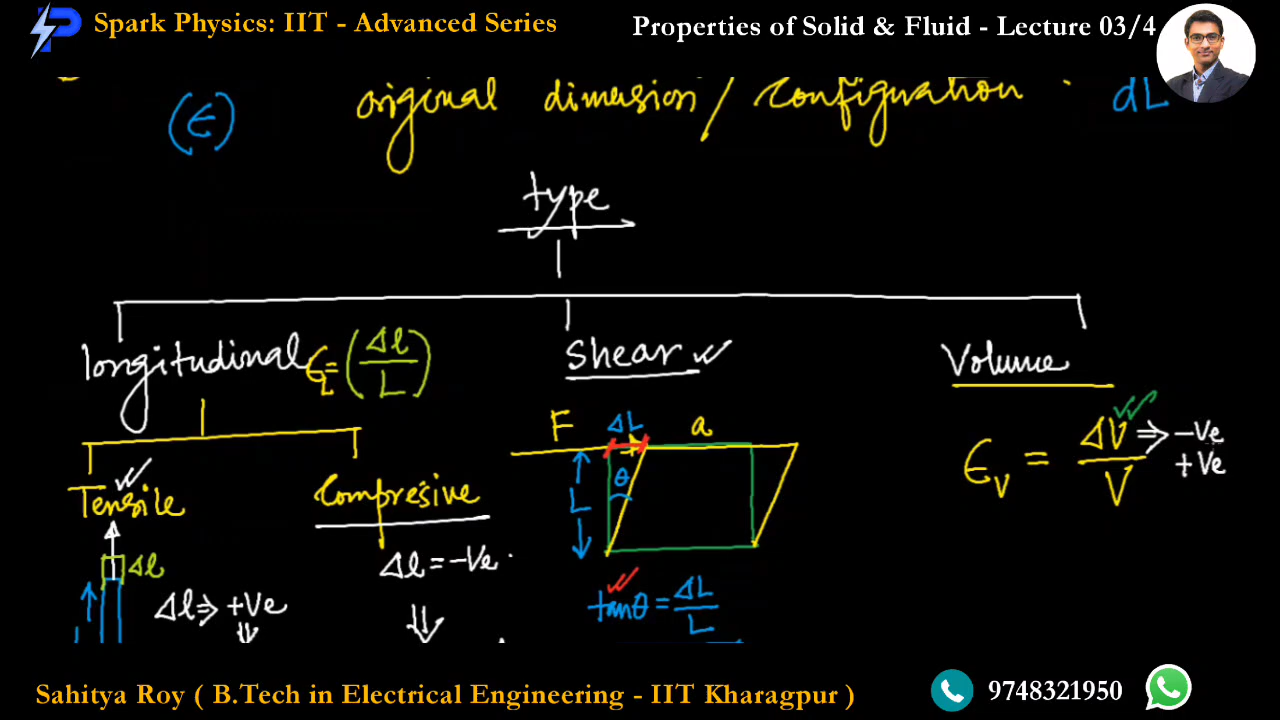 Spark Physics: IIT - Advanced Series
Properties of Solid & Fluid - Lecture 03/4
(ϵ) original dimension / Configuration . dL
type
longitudinal ϵL = (Δl/L)
Shear
Volume
F ΔL a
L θ
ϵV = ΔV/V ⇒ -Ve
+Ve
Tensile
Compresive
Δl
Δl = -Ve .
Δl ⇒ +Ve
tanθ = ΔL/L
Sahitya Roy ( B.Tech in Electrical Engineering - IIT Kharagpur )
9748321950